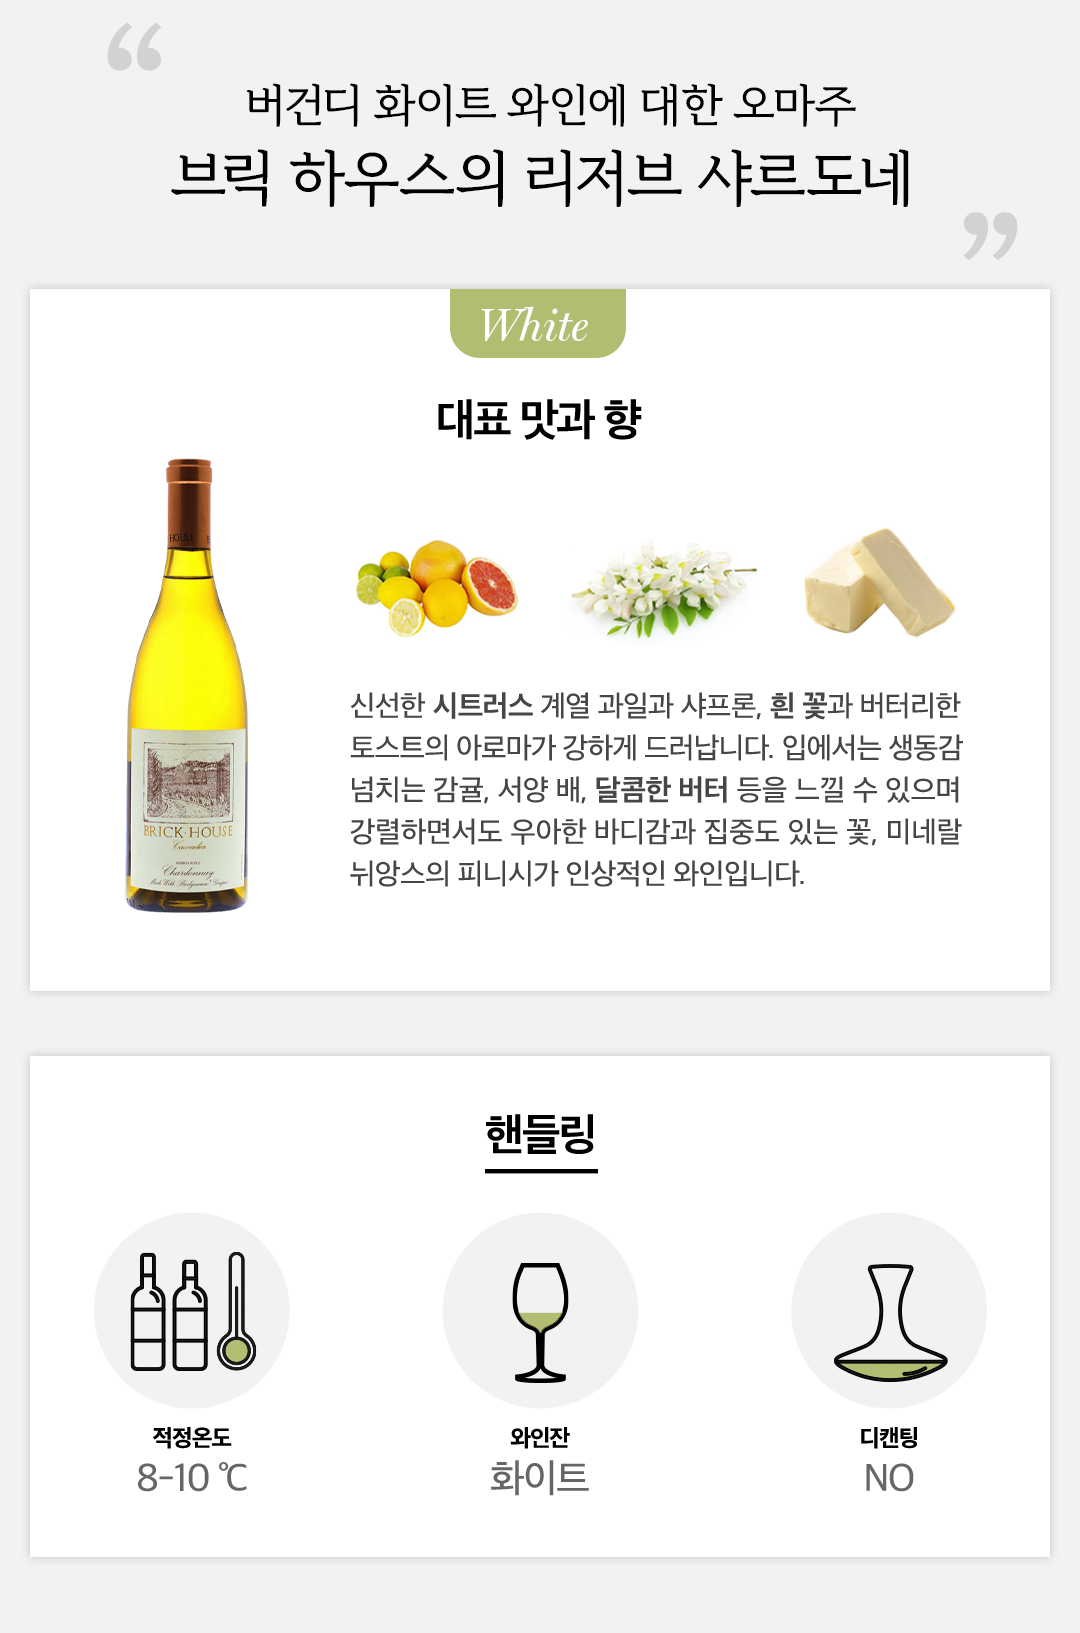 “
버건디 화이트 와인에 대한 오마주
브릭 하우스의 리저브 샤르도네
”
White
대표 맛과 향
HOUSE
신선한 시트러스 계열 과일과 샤프론, 흰 꽃과 버터리한
토스트의 아로마가 강하게 드러납니다. 입에서는 생동감
넘치는 감귤, 서양 배, 달콤한 버터 등을 느낄 수 있으며
강렬하면서도 우아한 바디감과 집중도 있는 꽃, 미네랄
뉘앙스의 피니시가 인상적인 와인입니다.
BRICK·HOUSE
Cascadia
Chardonnay
핸들링
적정온도
8-10 ℃
와인잔
화이트
디캔팅
NO